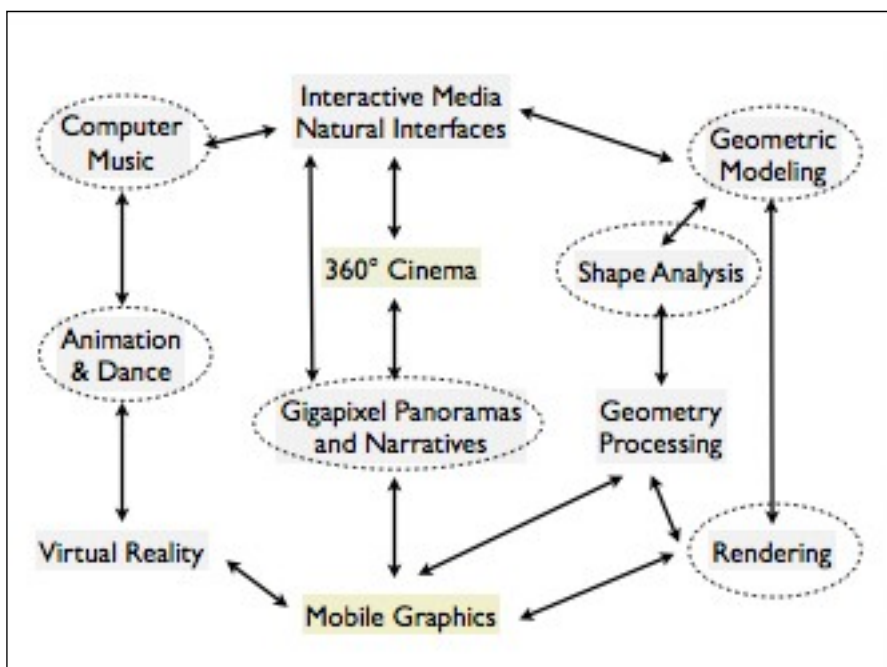 Interactive Media
Natural Interfaces
Computer
Music
Geometric
Modeling
360° Cinema
Shape Analysis
Animation
& Dance
Gigapixel Panoramas
and Narratives
Geometry
Processing
Virtual Reality
Rendering
Mobile Graphics